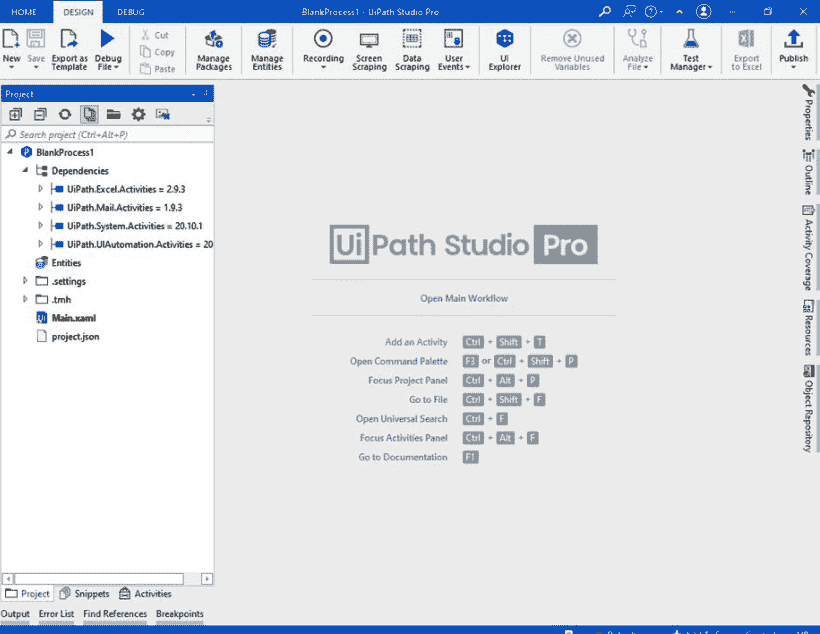 HOME DESIGN DEBUG BlankProcess1 - UiPath Studio Pro
New Save Export as Template Debug File Cut Copy Paste Manage Packages Manage Entities Recording Screen Scraping Data Scraping User Events UI Explorer Remove Unused Variables Analyze File Test Manager Export to Excel Publish
Project
Search project (Ctrl+Alt+P)
BlankProcess1
Dependencies
UiPath.Excel.Activities = 2.9.3
UiPath.Mail.Activities = 1.9.3
UiPath.System.Activities = 20.10.1
UiPath.UIAutomation.Activities = 20
Entities
.settings
.tmh
Main.xaml
project.json
UiPath Studio Pro
Open Main Workflow
Add an Activity Ctrl + Shift + T
Open Command Palette F3 or Ctrl + Shift + P
Focus Project Panel Ctrl + Alt + P
Go to File Ctrl + Shift + F
Open Universal Search Ctrl + F
Focus Activities Panel Ctrl + Alt + F
Go to Documentation F1
Properties
Outline
Activity Coverage
Resources
Object Repository
Project Snippets Activities
Output Error List Find References Breakpoints